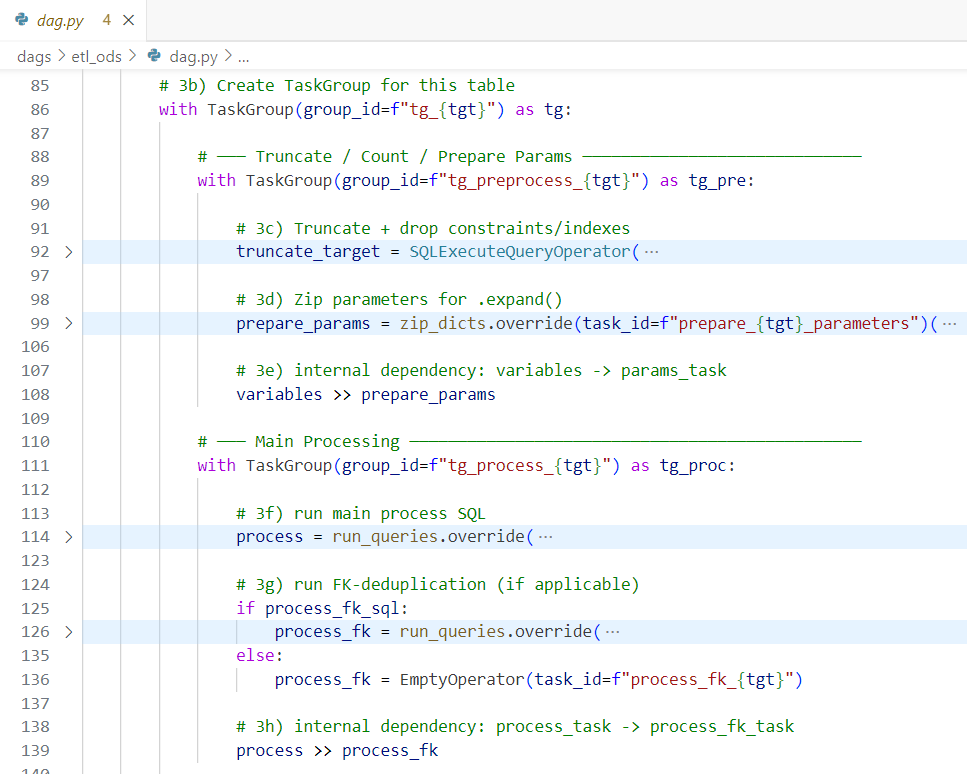 dag.py 4 ×
dags > etl_ods > dag.py > ...
85 # 3b) Create TaskGroup for this table
86 with TaskGroup(group_id=f"tg_{tgt}") as tg:
87
88 # ─── Truncate / Count / Prepare Params ─────────────────────────────
89 with TaskGroup(group_id=f"tg_preprocess_{tgt}") as tg_pre:
90
91 # 3c) Truncate + drop constraints/indexes
92 > truncate_target = SQLExecuteQueryOperator( ···
97
98 # 3d) Zip parameters for .expand()
99 > prepare_params = zip_dicts.override(task_id=f"prepare_{tgt}_parameters")( ···
106
107 # 3e) internal dependency: variables -> params_task
108 variables >> prepare_params
109
110 # ─── Main Processing ───────────────────────────────────────────────
111 with TaskGroup(group_id=f"tg_process_{tgt}") as tg_proc:
112
113 # 3f) run main process SQL
114 > process = run_queries.override( ···
123
124 # 3g) run FK-deduplication (if applicable)
125 if process_fk_sql:
126 > process_fk = run_queries.override( ···
135 else:
136 process_fk = EmptyOperator(task_id=f"process_fk_{tgt}")
137
138 # 3h) internal dependency: process_task -> process_fk_task
139 process >> process_fk
140